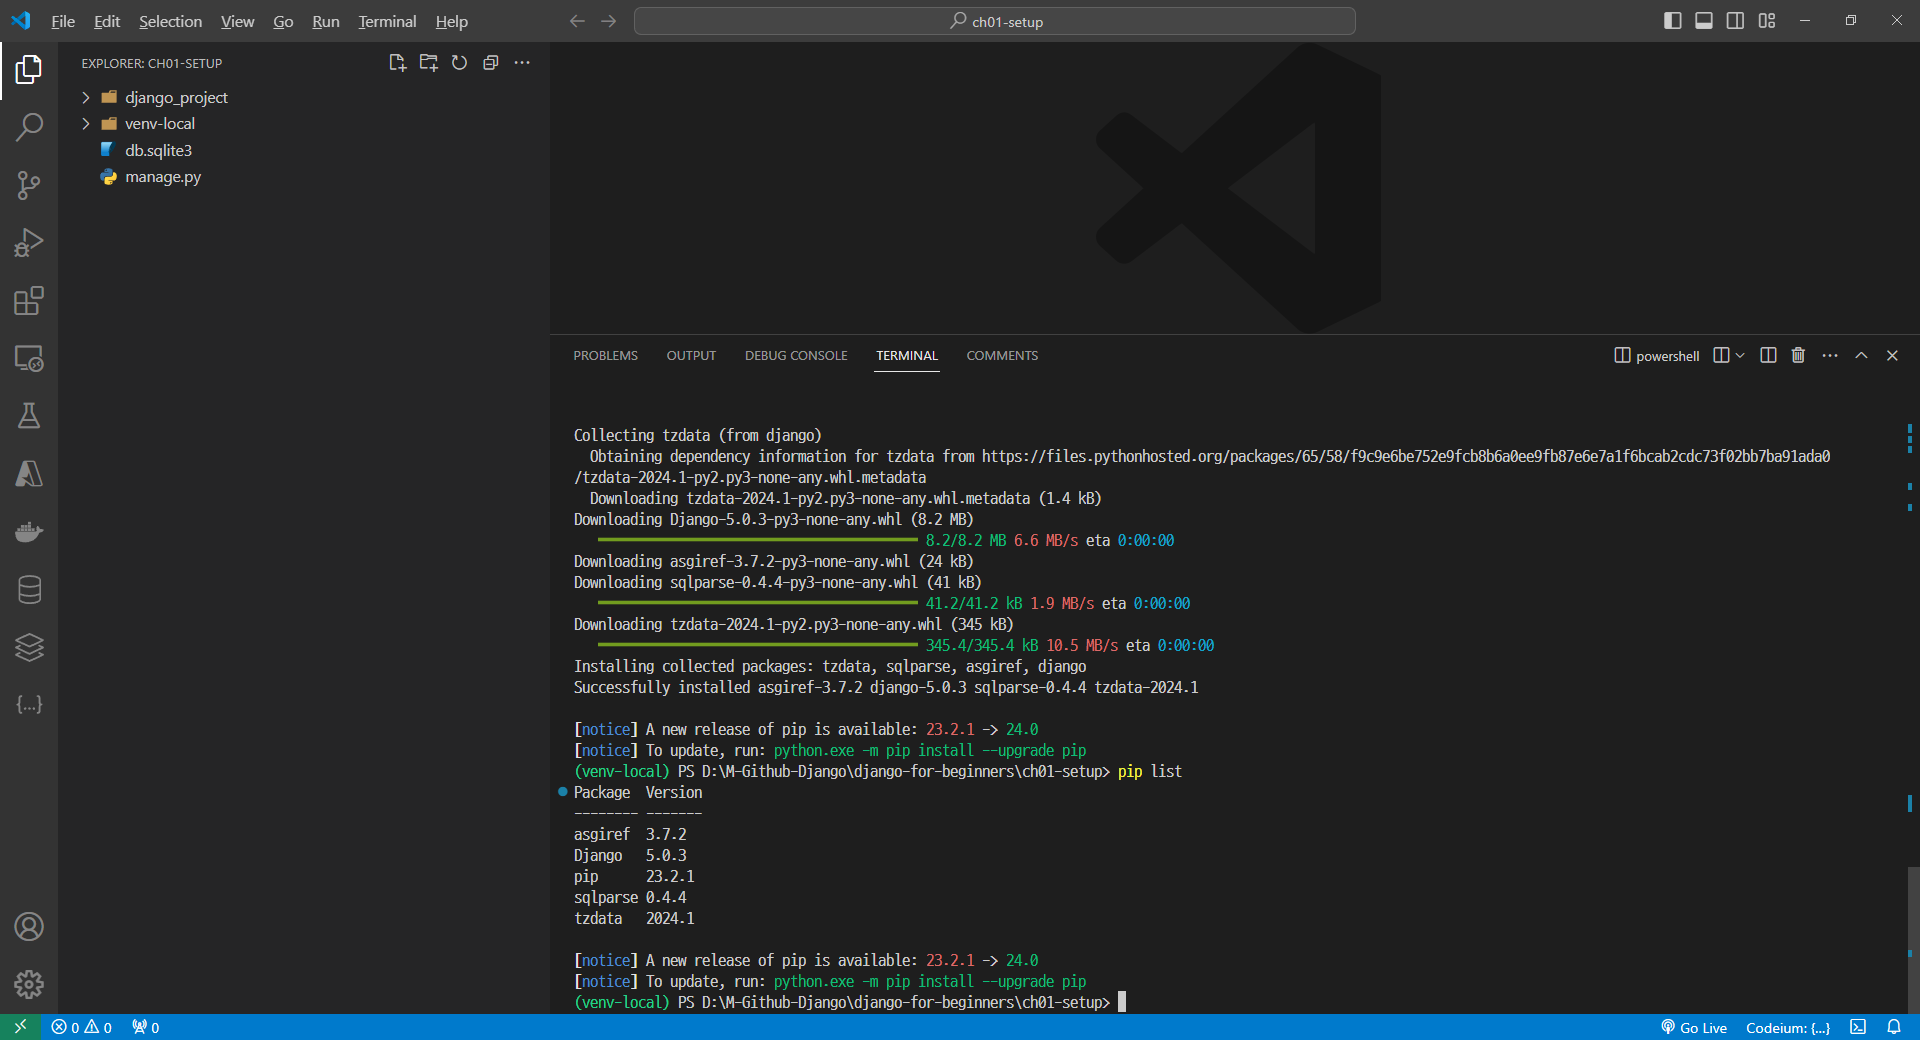 File Edit Selection View Go Run Terminal Help
ch01-setup
EXPLORER: CH01-SETUP
django_project
venv-local
db.sqlite3
manage.py
PROBLEMS OUTPUT DEBUG CONSOLE TERMINAL COMMENTS
powershell
Collecting tzdata (from django)
Obtaining dependency information for tzdata from https://files.pythonhosted.org/packages/65/58/f9c9e6be752e9fcb8b6a0ee9fb87e6e7a1f6bcab2cdc73f02bb7ba91ada0
/tzdata-2024.1-py2.py3-none-any.whl.metadata
Downloading tzdata-2024.1-py2.py3-none-any.whl.metadata (1.4 kB)
Downloading Django-5.0.3-py3-none-any.whl (8.2 MB)
8.2/8.2 MB 6.6 MB/s eta 0:00:00
Downloading asgiref-3.7.2-py3-none-any.whl (24 kB)
Downloading sqlparse-0.4.4-py3-none-any.whl (41 kB)
41.2/41.2 kB 1.9 MB/s eta 0:00:00
Downloading tzdata-2024.1-py2.py3-none-any.whl (345 kB)
345.4/345.4 kB 10.5 MB/s eta 0:00:00
Installing collected packages: tzdata, sqlparse, asgiref, django
Successfully installed asgiref-3.7.2 django-5.0.3 sqlparse-0.4.4 tzdata-2024.1
[notice] A new release of pip is available: 23.2.1 -> 24.0
[notice] To update, run: python.exe -m pip install --upgrade pip
(venv-local) PS D:\M-Github-Django\django-for-beginners\ch01-setup> pip list
Package Version
-------- -------
asgiref 3.7.2
Django 5.0.3
pip 23.2.1
sqlparse 0.4.4
tzdata 2024.1
[notice] A new release of pip is available: 23.2.1 -> 24.0
[notice] To update, run: python.exe -m pip install --upgrade pip
(venv-local) PS D:\M-Github-Django\django-for-beginners\ch01-setup>
0 0 0
Go Live Codeium: {...}